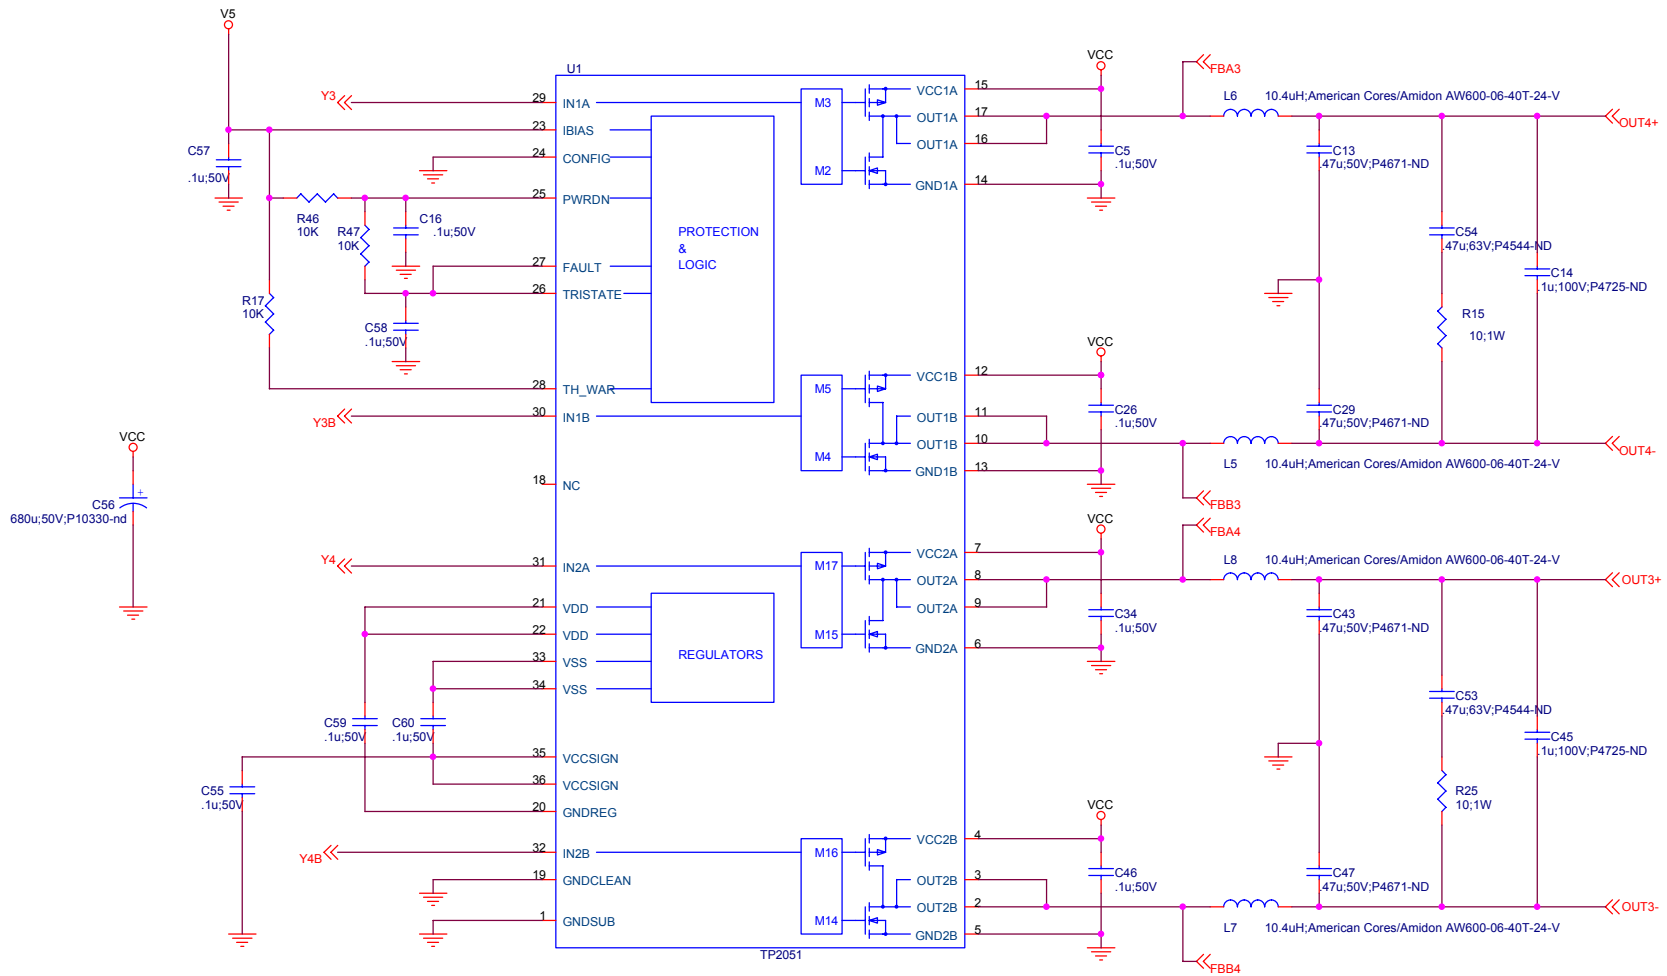 V5
U1
Y3
29
IN1A
23
IBIAS
24
CONFIG
25
PWRDN
27
FAULT
26
TRISTATE
28
TH_WAR
30
IN1B
18
NC
31
IN2A
21
VDD
22
VDD
33
VSS
34
VSS
35
VCCSIGN
36
VCCSIGN
20
GNDREG
32
IN2B
19
GNDCLEAN
1
GNDSUB
C57
.1u;50V
R46
10K
R47
10K
C16
.1u;50V
R17
10K
C58
.1u;50V
Y3B
VCC
C56
+
680u;50V;P10330-nd
Y4
C59
.1u;50V
C60
.1u;50V
C55
.1u;50V
Y4B
PROTECTION
&
LOGIC
REGULATORS
M3
M2
M5
M4
M17
M15
M16
M14
VCC1A
15
OUT1A
17
OUT1A
16
GND1A
14
VCC1B
12
OUT1B
11
OUT1B
10
GND1B
13
VCC2A
7
OUT2A
8
OUT2A
9
GND2A
6
VCC2B
4
OUT2B
3
OUT2B
2
GND2B
5
TP2051
VCC
C5
.1u;50V
FBA3
L6
10.4uH;American Cores/Amidon AW600-06-40T-24-V
OUT4+
C13
.47u;50V;P4671-ND
C54
.47u;63V;P4544-ND
C14
.1u;100V;P4725-ND
R15
10;1W
VCC
C26
.1u;50V
C29
.47u;50V;P4671-ND
L5
10.4uH;American Cores/Amidon AW600-06-40T-24-V
OUT4-
FBB3
VCC
FBA4
L8
10.4uH;American Cores/Amidon AW600-06-40T-24-V
OUT3+
C34
.1u;50V
C43
.47u;50V;P4671-ND
C53
.47u;63V;P4544-ND
C45
.1u;100V;P4725-ND
R25
10;1W
VCC
C46
.1u;50V
C47
.47u;50V;P4671-ND
L7
10.4uH;American Cores/Amidon AW600-06-40T-24-V
OUT3-
FBB4